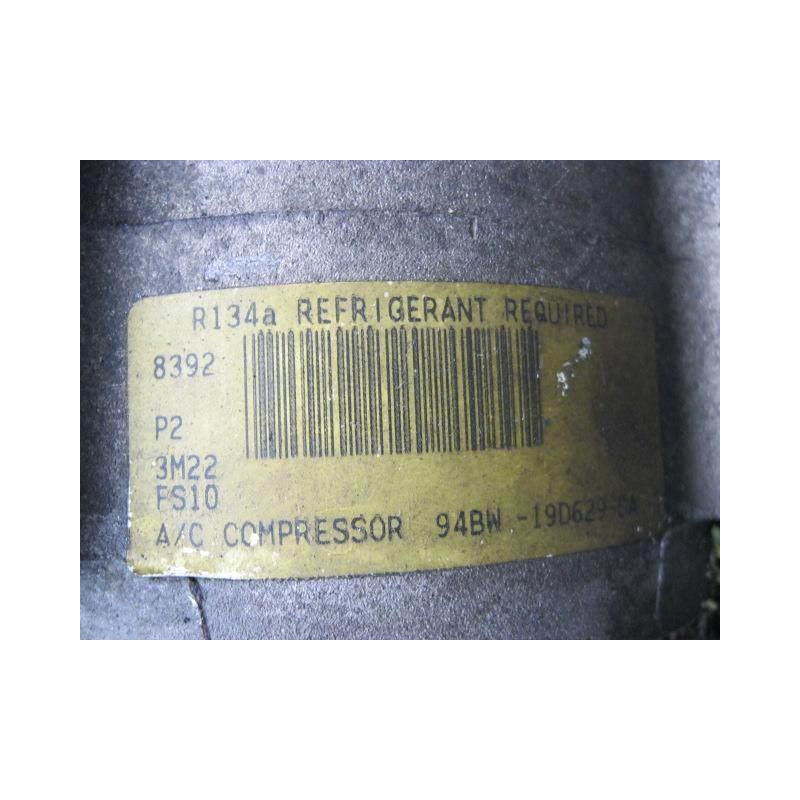 R134a REFRIGERANT REQUIRED
8392
P2
3M22
FS10
A/C COMPRESSOR 94BW -19D629-CA